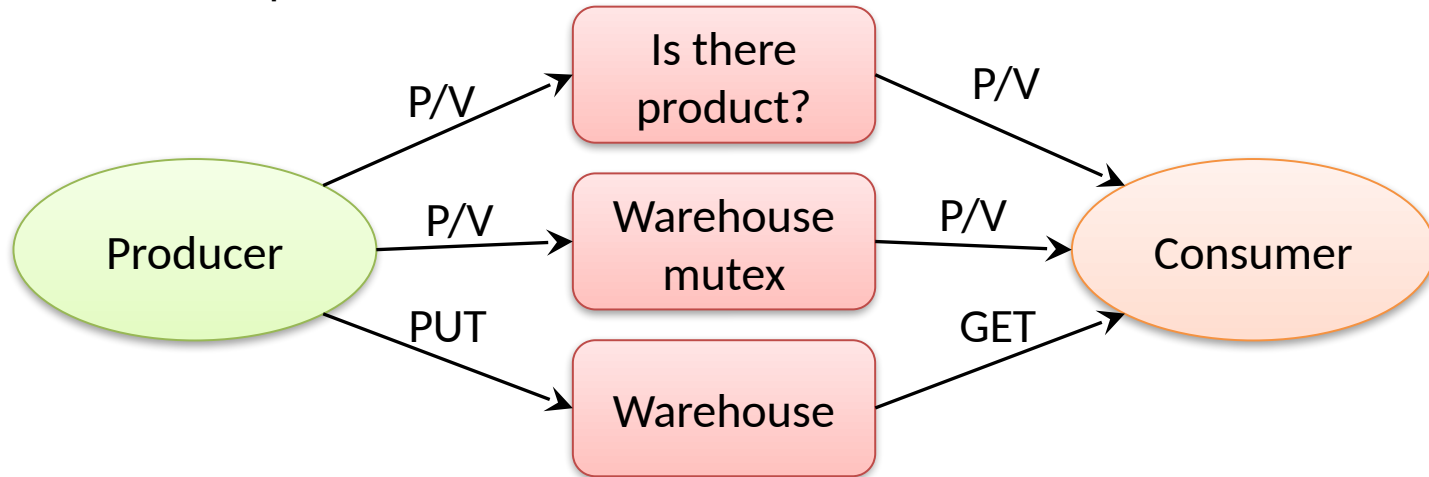 Is there
product?
P/V
P/V
Warehouse
mutex
P/V
P/V
Producer
Consumer
PUT
GET
Warehouse